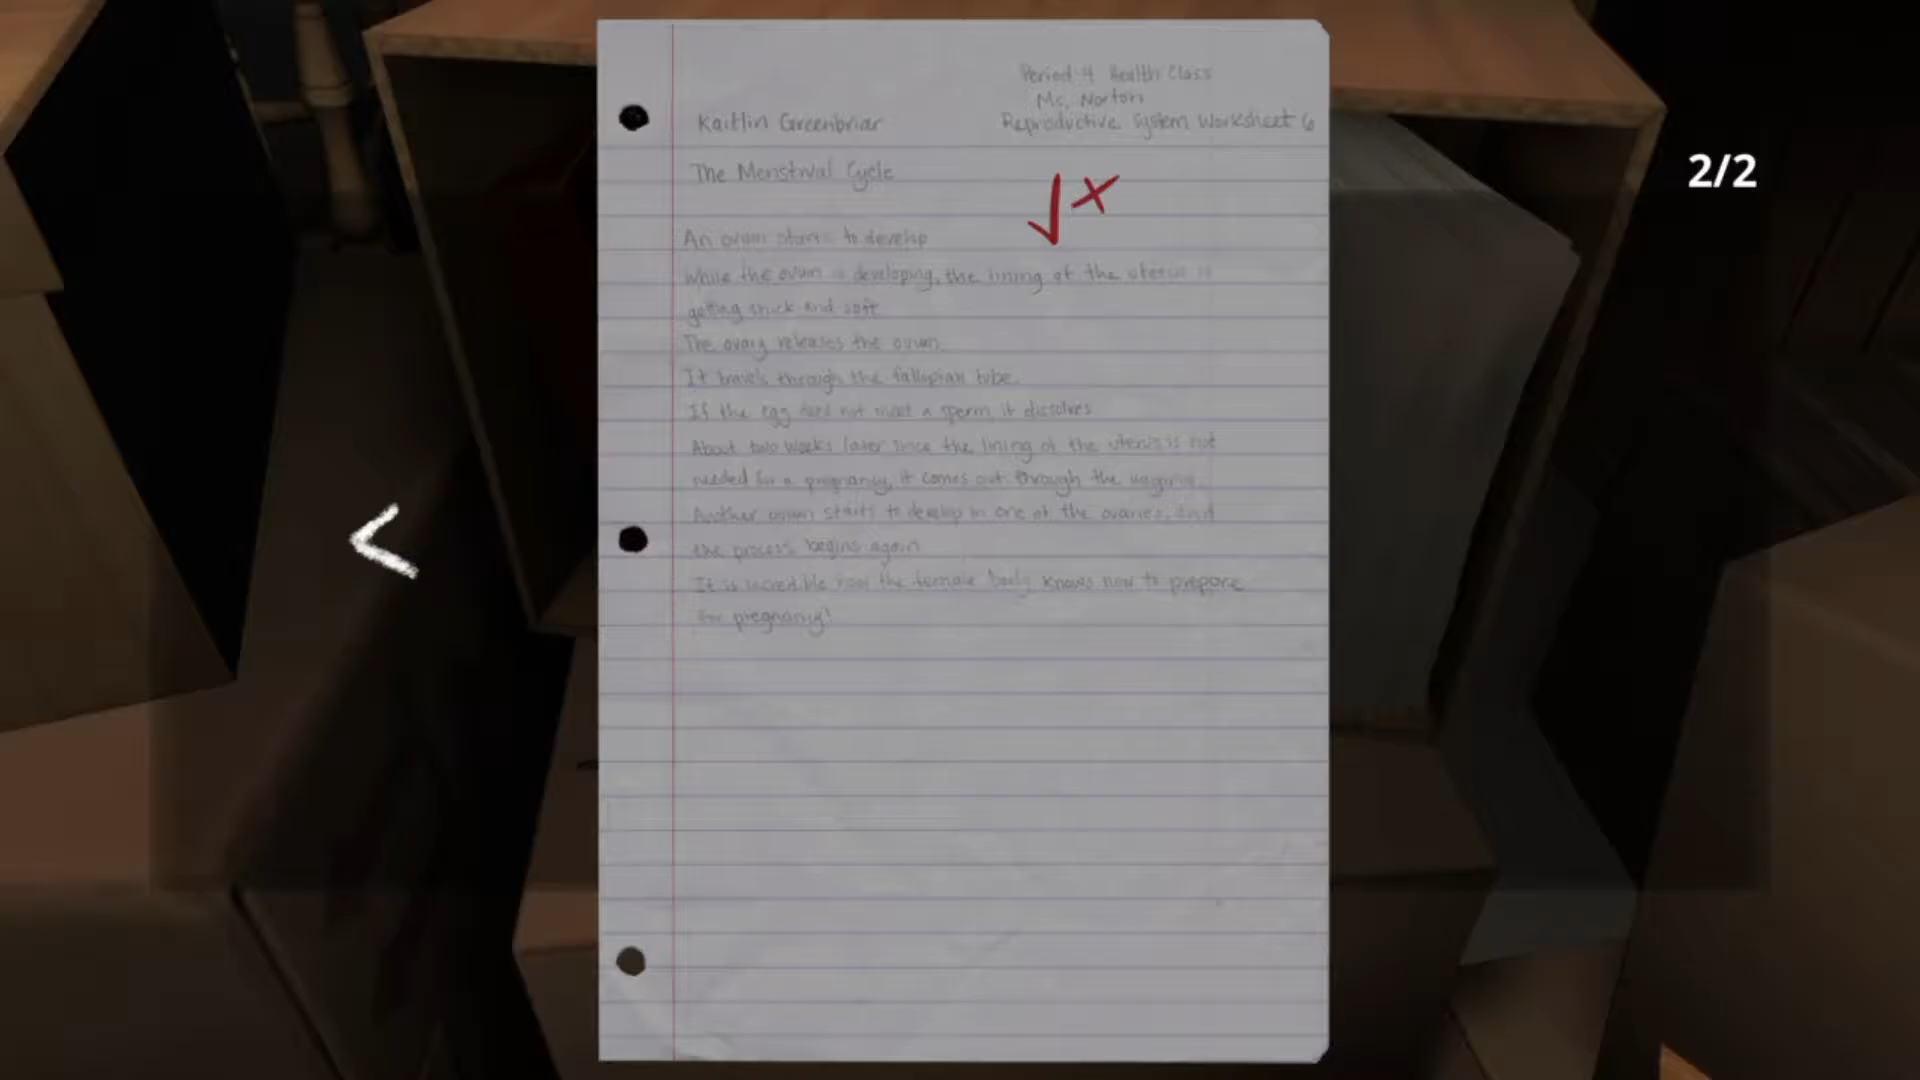 Period 4 Health Class
Ms. Norton
Kaitlin Greenbriar
Reproductive System Worksheet 6
The Menstrual Cycle
2/2
An ovum starts to develop
While the ovum is developing, the lining of the uterus is
getting thick and soft
The ovary releases the ovum.
It travels through the fallopian tube.
If the egg does not meet a sperm, it dissolves
About two weeks later since the lining of the uterus is not
needed for a pregnancy, it comes out through the vagina.
Another ovum starts to develop in one of the ovaries, and
the process begins again
It is incredible how the female body knows how to prepare
for pregnancy!